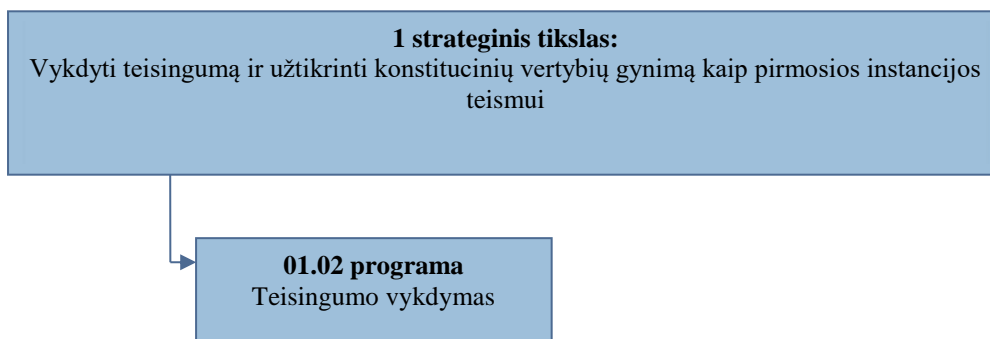 1 strateginis tikslas:
Vykdyti teisingumą ir užtikrinti konstitucinių vertybių gynimą kaip pirmosios instancijos
teismui
01.02 programa
Teisingumo vykdymas